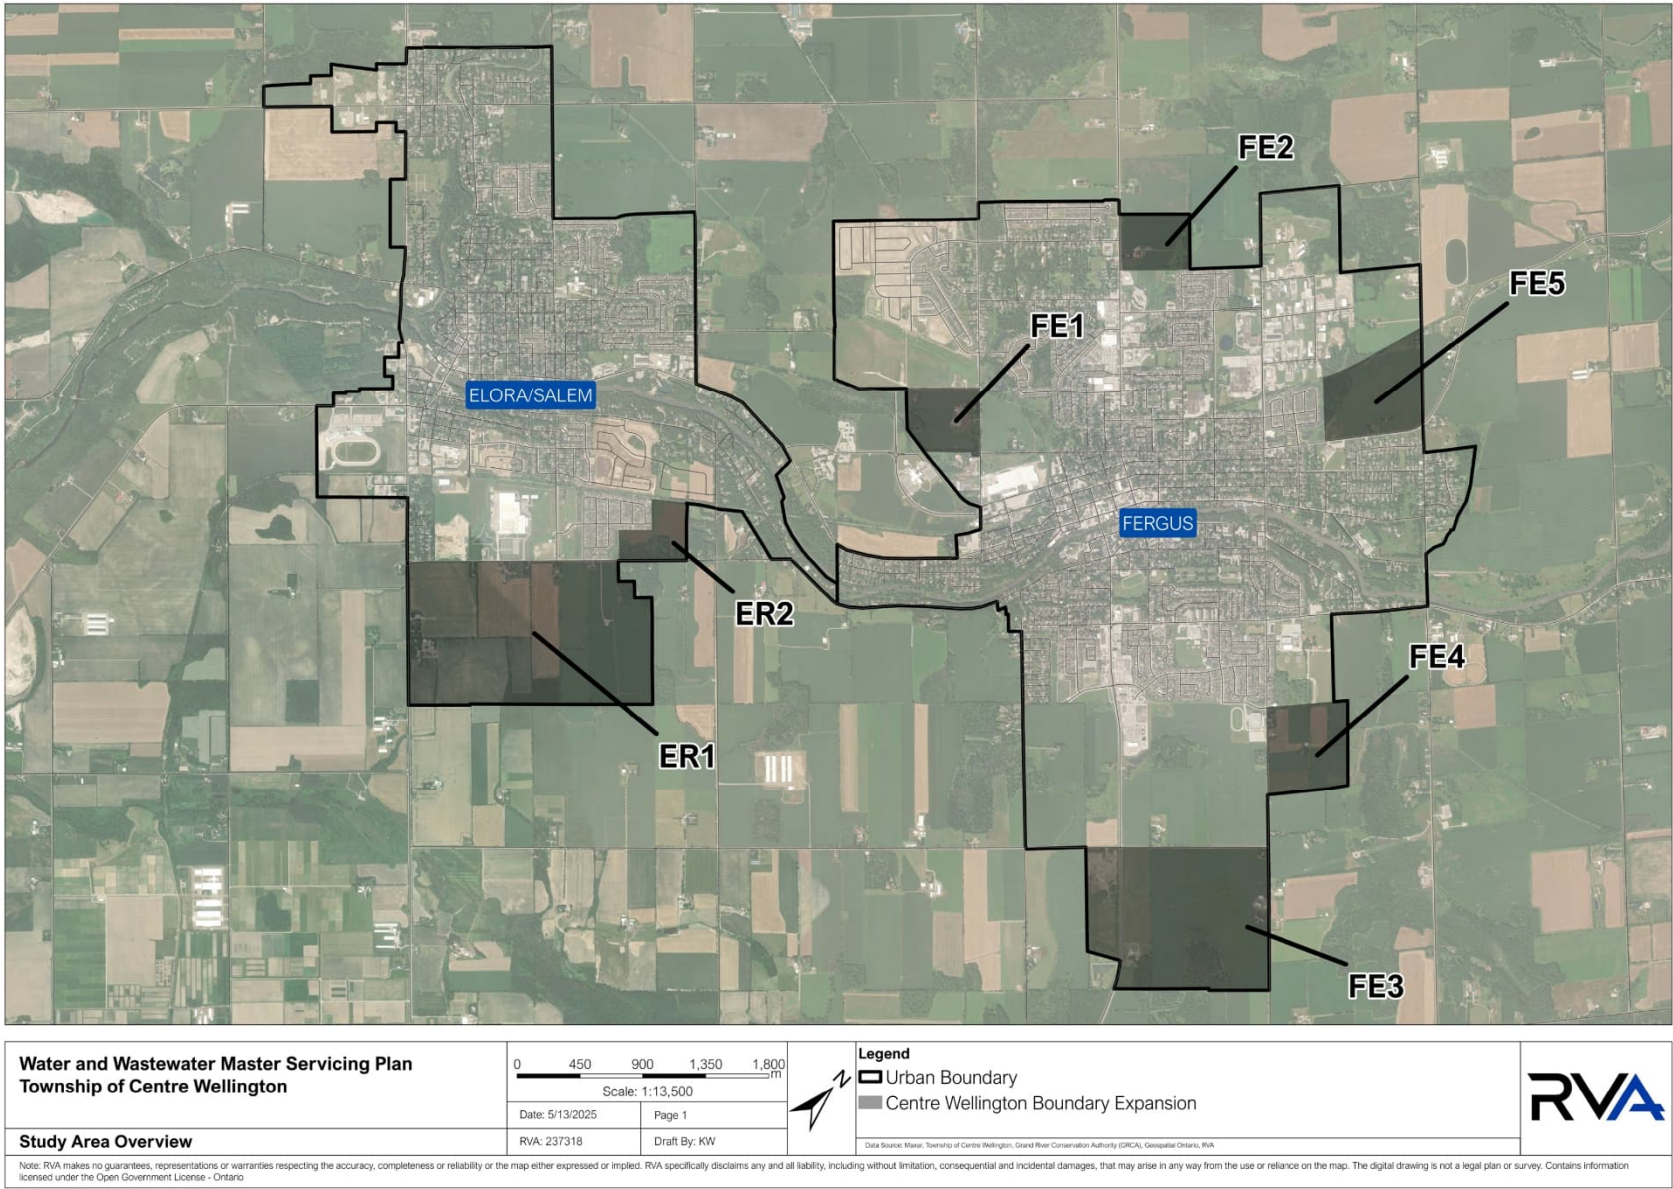 FE2
FE5
FE1
ELORA/SALEM
FERGUS
ER2
FE4
ER1
FE3
Water and Wastewater Master Servicing Plan
Township of Centre Wellington
Study Area Overview
0 450 900 1,350 1,800
m
Scale: 1:13,500
Date: 5/13/2025
Page 1
RVA: 237318
Draft By: KW
N
Legend
Urban Boundary
Centre Wellington Boundary Expansion
Data Source: Maxar, Township of Centre Wellington, Grand River Conservation Authority (GRCA), Geospatial Ontario, RVA
RVA
Note: RVA makes no guarantees, representations or warranties respecting the accuracy, completeness or reliability or the map either expressed or implied. RVA specifically disclaims any and all liability, including without limitation, consequential and incidental damages, that may arise in any way from the use or reliance on the map. The digital drawing is not a legal plan or survey. Contains information
licensed under the Open Government License - Ontario